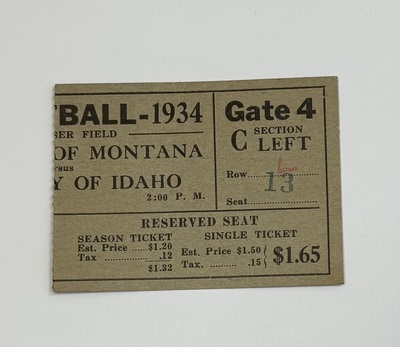 TBALL-1934
SER FIELD
OF MONTANA
ersus
Y OF IDAHO
2:00 P. M.
Gate 4
C SECTION LEFT
Row 13
Seat
RESERVED SEAT
SEASON TICKET
Est. Price $1.20
Tax .12
$1.32
SINGLE TICKET
Est. Price $1.50
Tax .15
$1.65